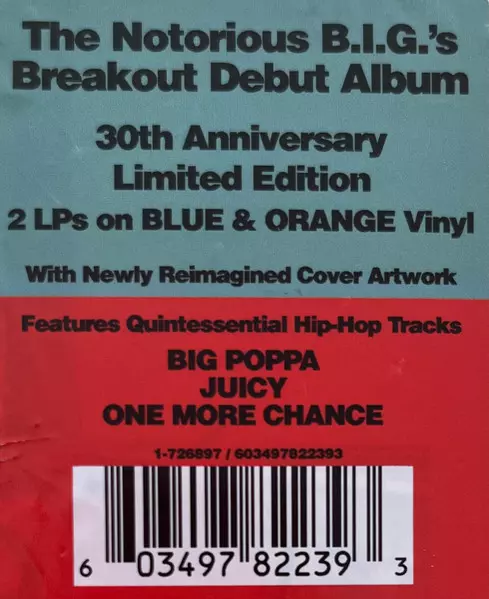 The Notorious B.I.G.'s
Breakout Debut Album
30th Anniversary
Limited Edition
2 LPs on BLUE & ORANGE Vinyl
With Newly Reimagined Cover Artwork
Features Quintessential Hip-Hop Tracks
BIG POPPA
JUICY
ONE MORE CHANCE
1-726897 / 603497822393
6 03497 82239 3